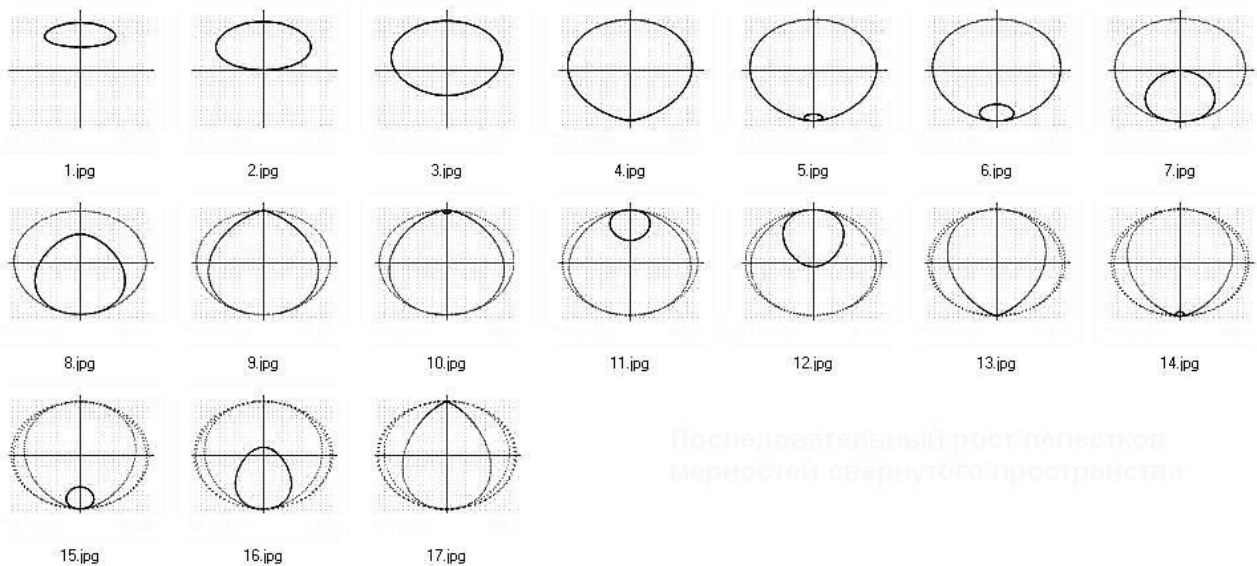 1.jpg 2.jpg 3.jpg 4.jpg 5.jpg 6.jpg 7.jpg
8.jpg 9.jpg 10.jpg 11.jpg 12.jpg 13.jpg 14.jpg
Последовательный рост лепестков
мерностей свернутого пространства
15.jpg 16.jpg 17.jpg